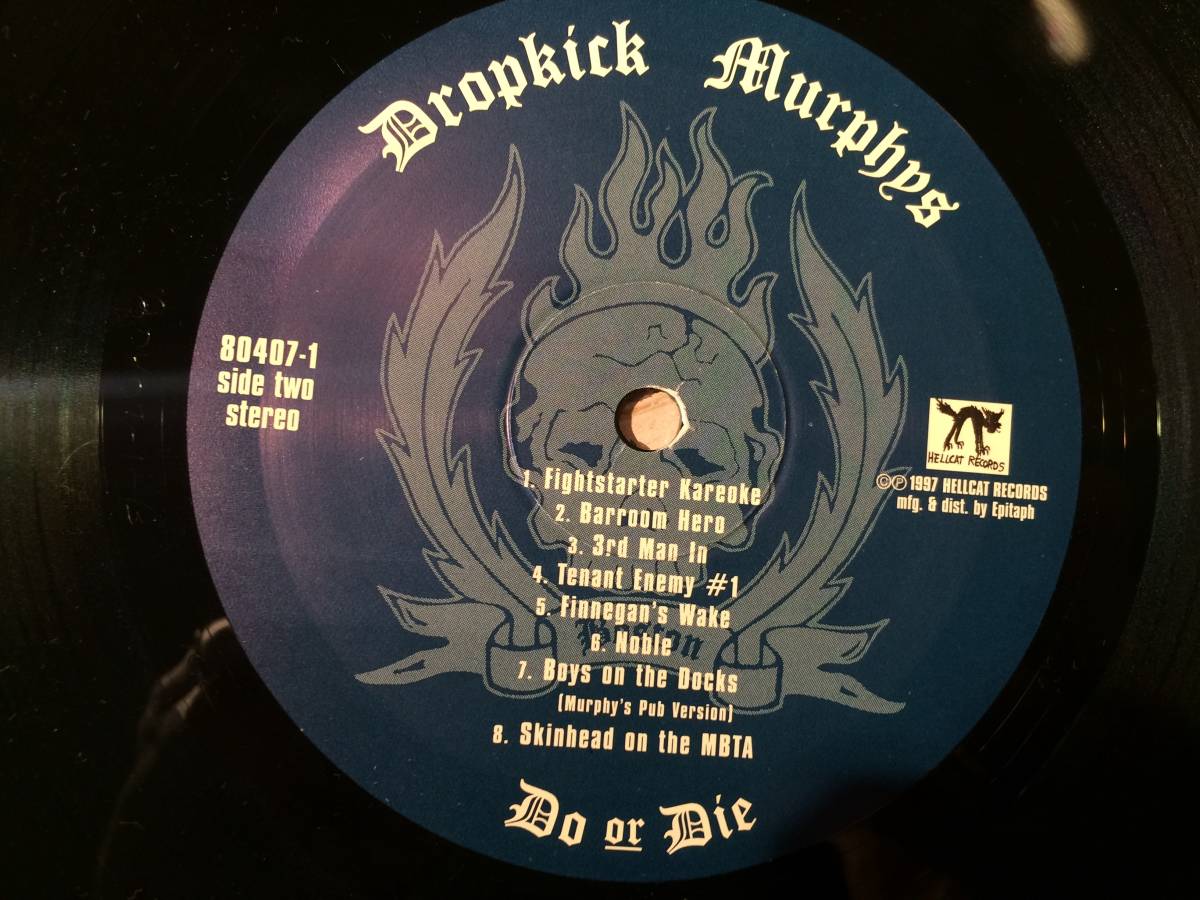 Dropkick Murphys
80407-1
side two
stereo
HELLCAT RECORDS
©℗ 1997 HELLCAT RECORDS
mfg. & dist. by Epitaph
1. Fightstarter Kareoke
2. Barroom Hero
3. 3rd Man In
4. Tenant Enemy #1
5. Finnegan's Wake
Boston
6. Noble
7. Boys on the Docks
(Murphy's Pub Version)
8. Skinhead on the MBTA
Do or Die